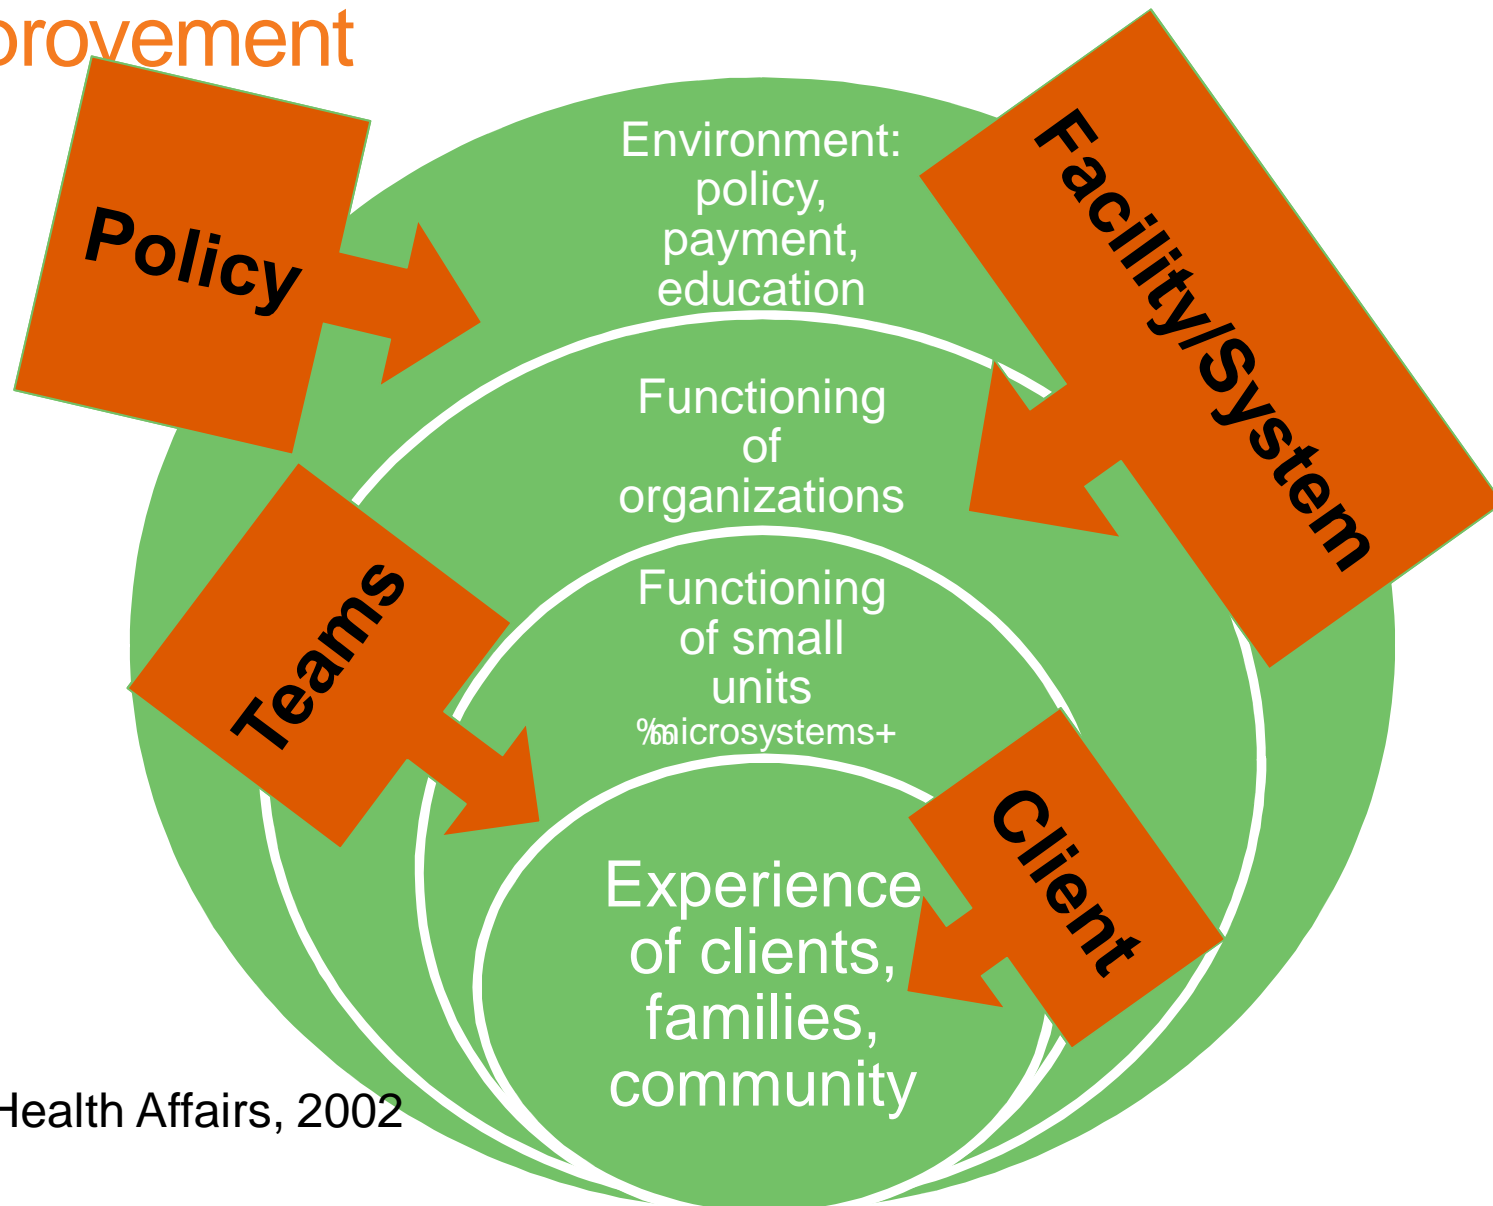 provement
Policy
Facility/System
Environment:
policy,
payment,
education
Functioning
of
organizations
Teams
Functioning
of small
units
microsystems+
Client
Experience
of clients,
families,
community
Health Affairs, 2002